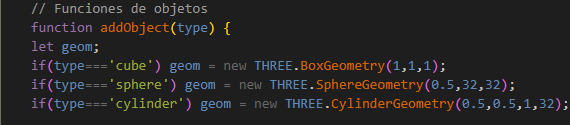 // Funciones de objetos
function addObject(type) {
let geom;
if(type==='cube') geom = new THREE.BoxGeometry(1,1,1);
if(type==='sphere') geom = new THREE.SphereGeometry(0.5,32,32);
if(type==='cylinder') geom = new THREE.CylinderGeometry(0.5,0.5,1,32);